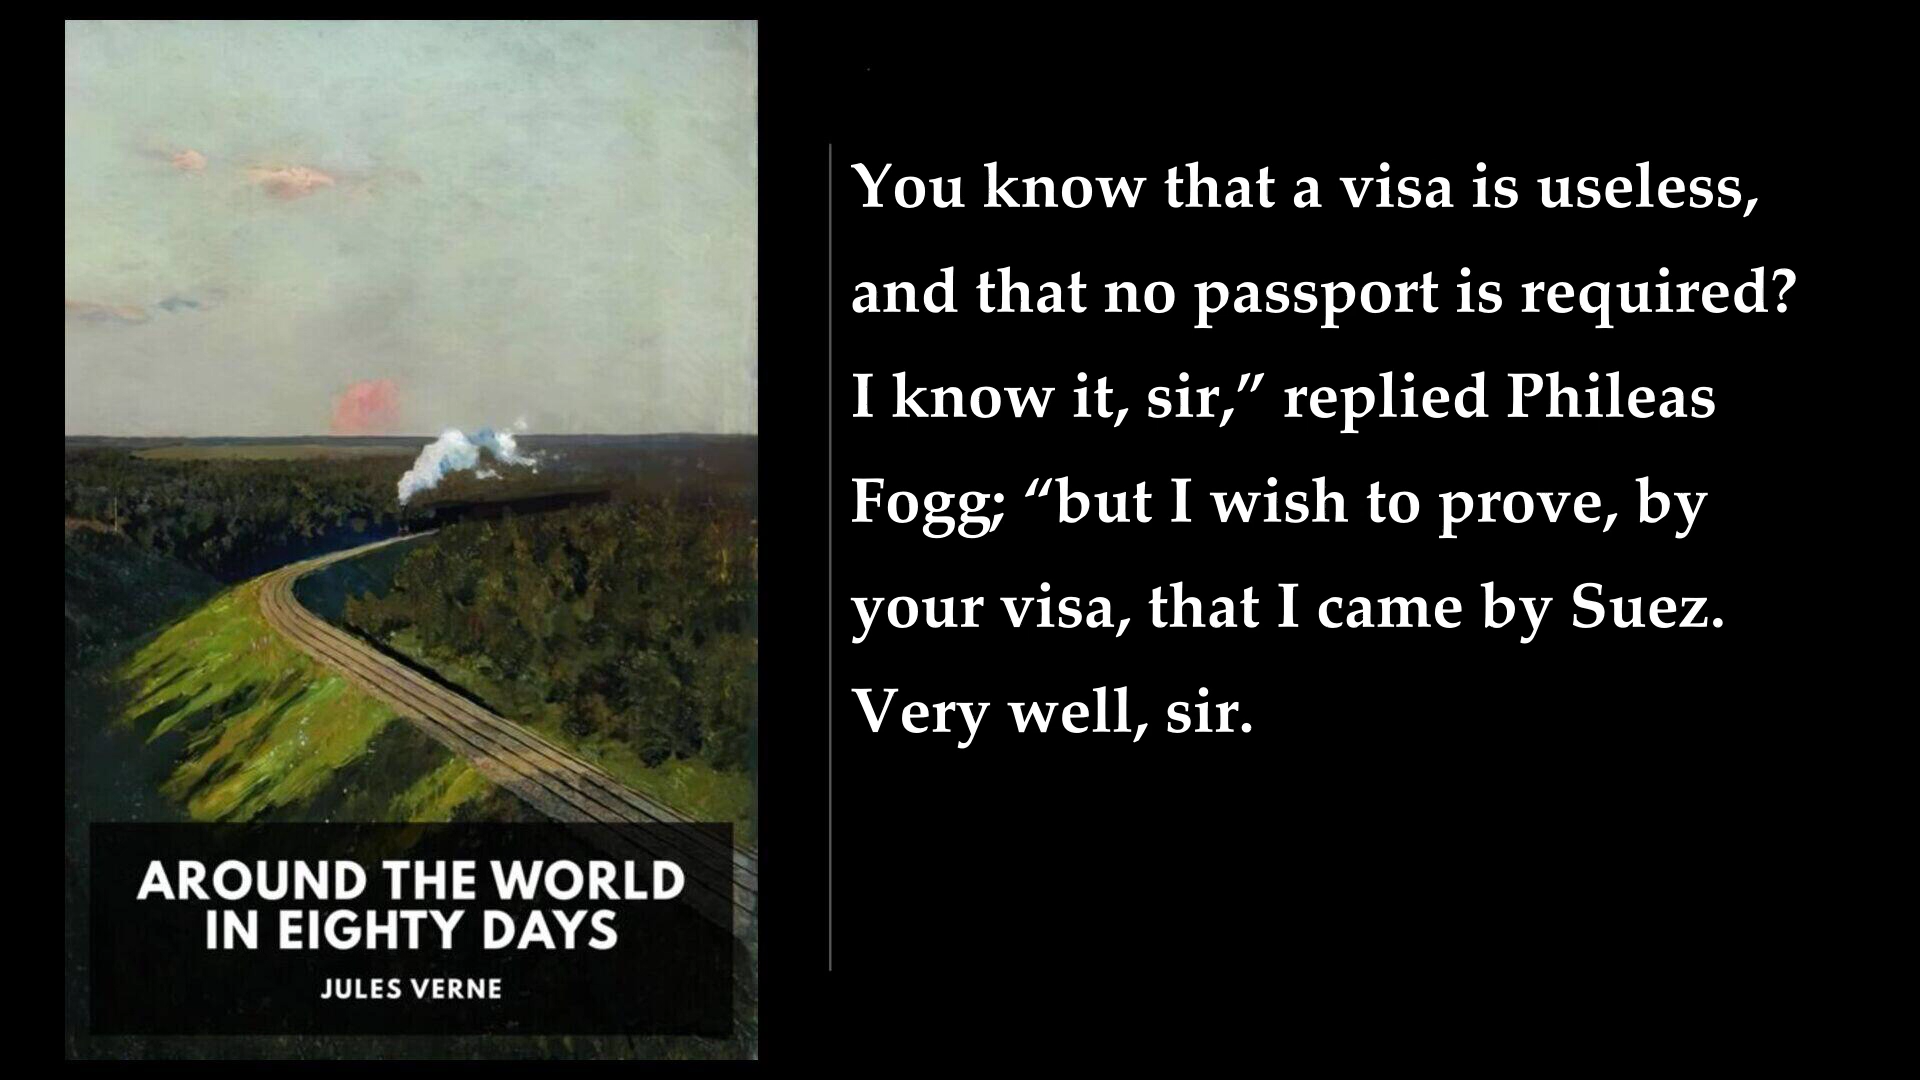 You know that a visa is useless,
and that no passport is required?
I know it, sir,” replied Phileas
Fogg; “but I wish to prove, by
your visa, that I came by Suez.
Very well, sir.
AROUND THE WORLD
IN EIGHTY DAYS
JULES VERNE